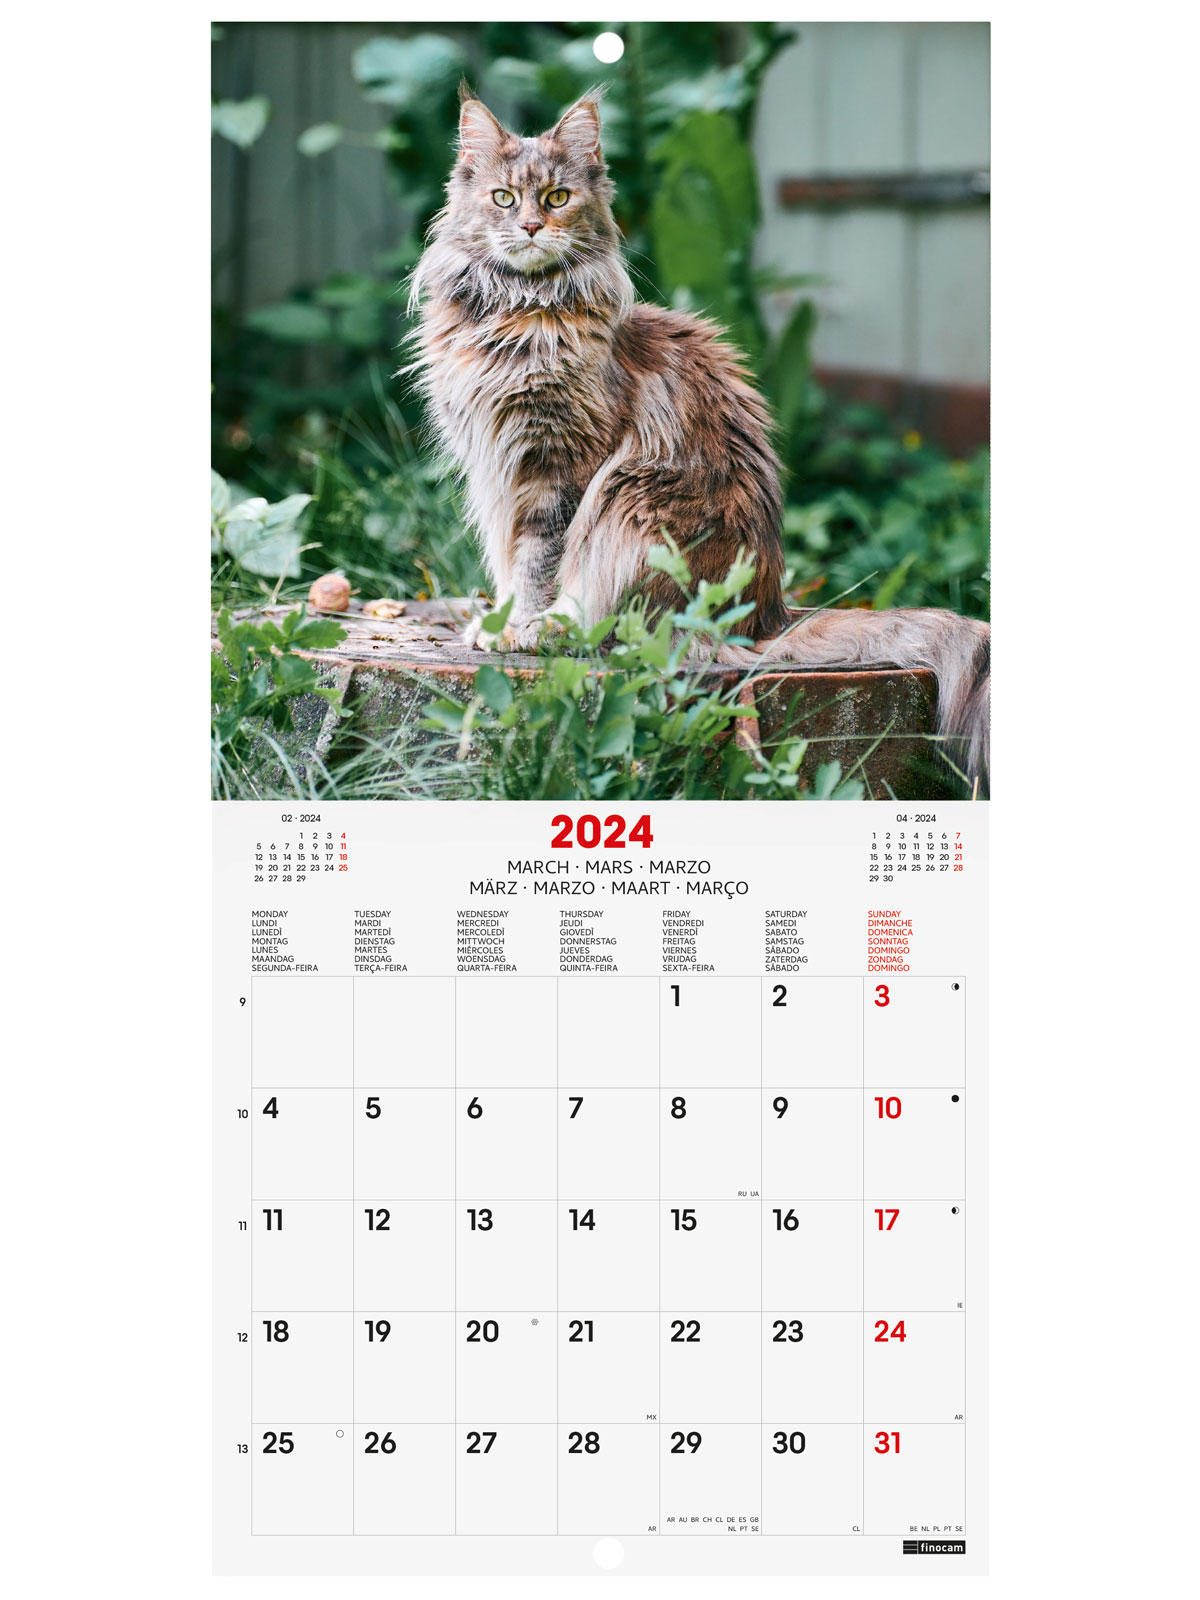 02 · 2024
1 2 3 4
5 6 7 8 9 10 11
12 13 14 15 16 17 18
19 20 21 22 23 24 25
26 27 28 29
2024
MARCH · MARS · MARZO
MÄRZ · MARZO · MAART · MARÇO
04 · 2024
1 2 3 4 5 6 7
8 9 10 11 12 13 14
15 16 17 18 19 20 21
22 23 24 25 26 27 28
29 30
MONDAY TUESDAY WEDNESDAY THURSDAY FRIDAY SATURDAY SUNDAY
LUNDI MARDI MERCREDI JEUDI VENDREDI SAMEDI DIMANCHE
LUNEDÌ MARTEDÌ MERCOLEDÌ GIOVEDÌ VENERDÌ SABATO DOMENICA
MONTAG DIENSTAG MITTWOCH DONNERSTAG FREITAG SAMSTAG SONNTAG
LUNES MARTES MIÉRCOLES JUEVES VIERNES SÁBADO DOMINGO
MAANDAG DINSDAG WOENSDAG DONDERDAG VRIJDAG ZATERDAG ZONDAG
SEGUNDA-FEIRA TERÇA-FEIRA QUARTA-FEIRA QUINTA-FEIRA SEXTA-FEIRA SÁBADO DOMINGO
9 1 2 3
10 4 5 6 7 8 9 10
RU UA
11 11 12 13 14 15 16 17
IE
12 18 19 20 21 22 23 24
MX AR
13 25 26 27 28 29 30 31
AR AU BR CH CL DE ES GB
AR NL PT SE CL BE NL PL PT SE
finocam